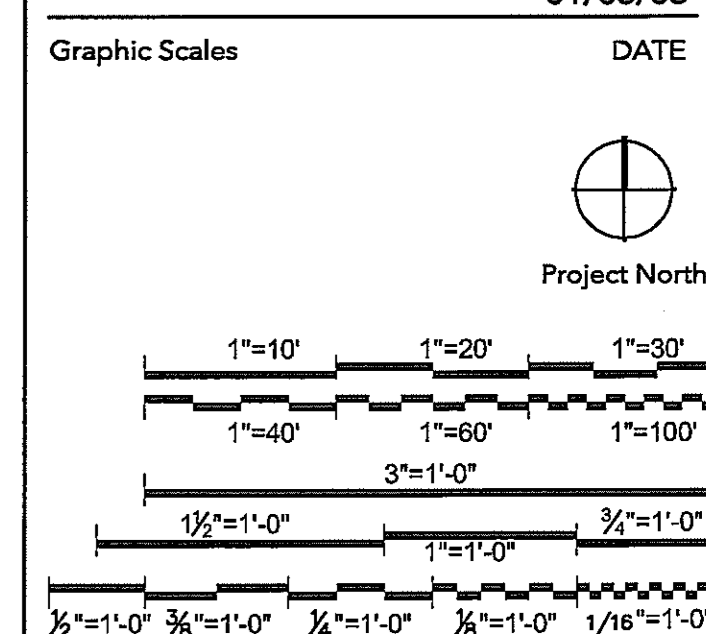 Graphic Scales DATE
Project North
1"=10' 1"=20' 1"=30'
1"=40' 1"=60' 1"=100'
3"=1'-0"
1½"=1'-0" ¾"=1'-0"
1"=1'-0"
½"=1'-0" ⅜"=1'-0" ¼"=1'-0" ⅛"=1'-0" 1/16"=1'-0"